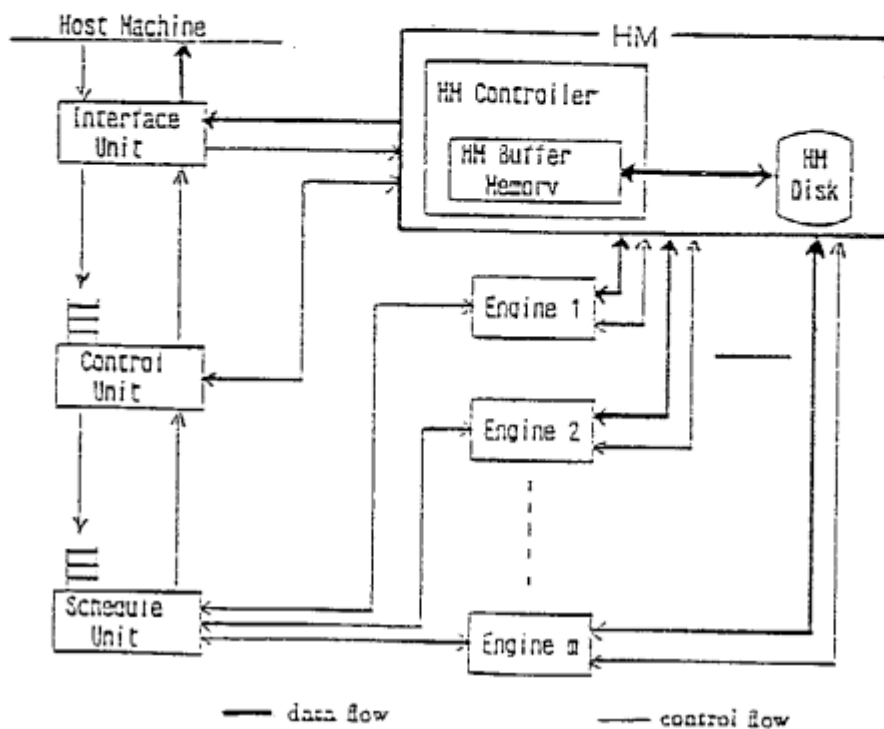 Host Machine
HM
Interface
Unit
HM Controller
HM Buffer
Memory
HM
Disk
Engine 1
Control
Unit
Engine 2
Schedule
Unit
Engine m
data flow
control flow